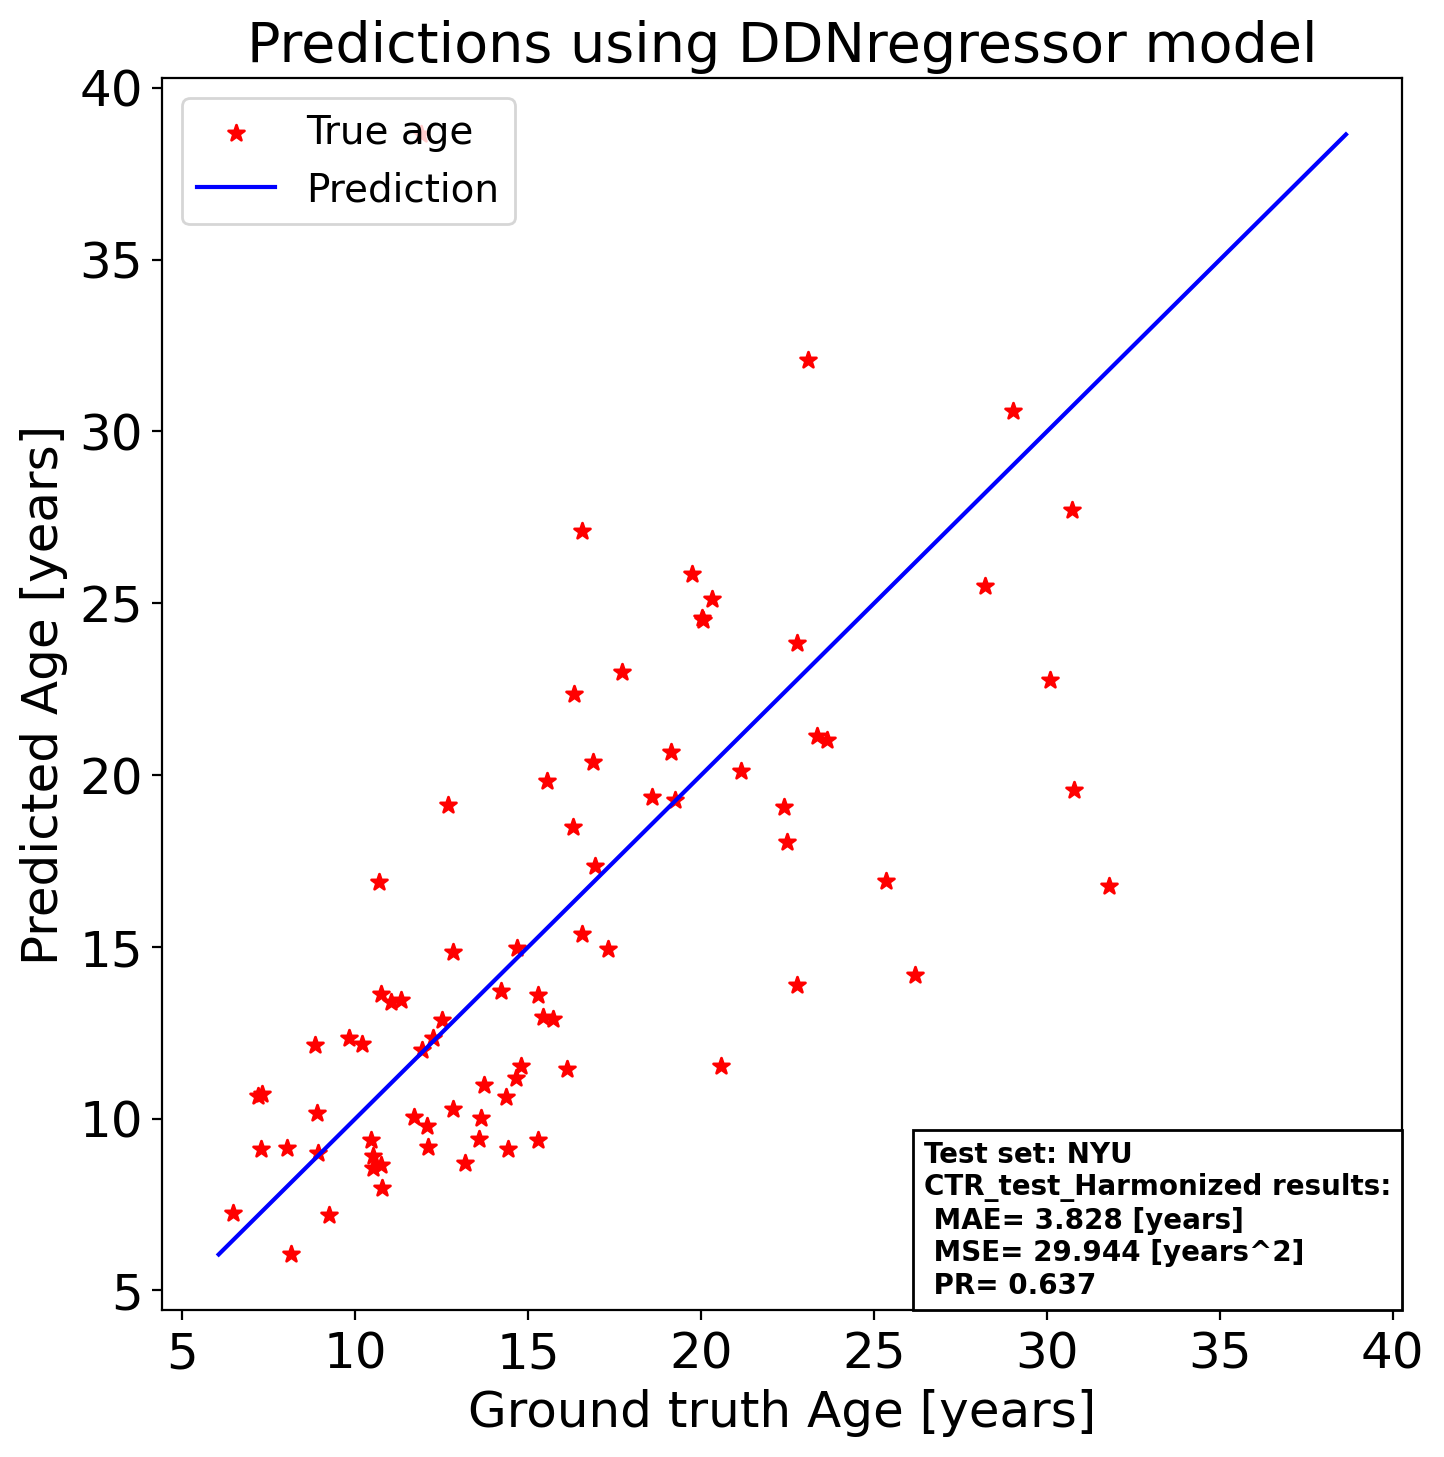 Predictions using DDNregressor model
40
35
30
25
20
15
10
5
Predicted Age [years]
True age
Prediction
Test set: NYU
CTR_test_Harmonized results:
MAE= 3.828 [years]
MSE= 29.944 [years^2]
PR= 0.637
5 10 15 20 25 30 35 40
Ground truth Age [years]